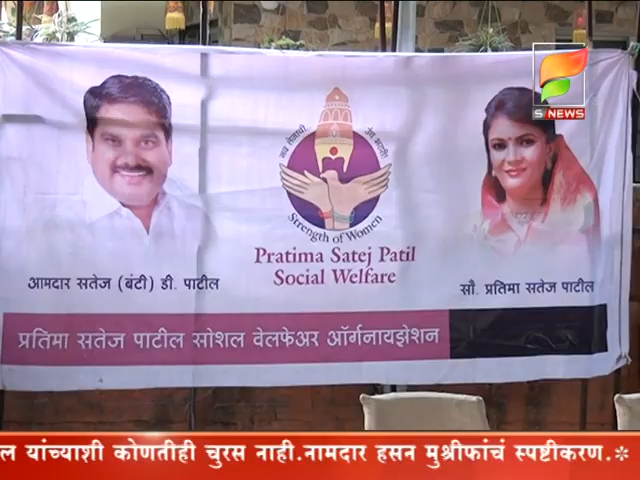 S NEWS
Strength of Women
Pratima Satej Patil
Social Welfare
आमदार सतेज (बंटी) डी. पाटील
सौ. प्रतिमा सतेज पाटील
प्रतिमा सतेज पाटील सोशल वेलफेअर ऑर्गनायझेशन
ल यांच्याशी कोणतीही चुरस नाही.नामदार हसन मुश्रीफांचं स्पष्टीकरण.*